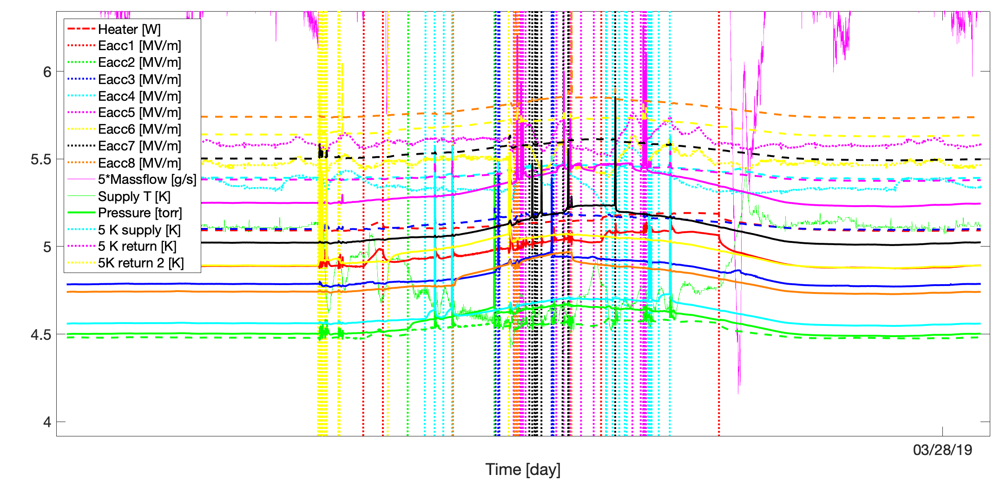 Heater [W]
Eacc1 [MV/m]
Eacc2 [MV/m]
Eacc3 [MV/m]
Eacc4 [MV/m]
Eacc5 [MV/m]
Eacc6 [MV/m]
Eacc7 [MV/m]
Eacc8 [MV/m]
5*Massflow [g/s]
Supply T [K]
Pressure [torr]
5 K supply [K]
5 K return [K]
5K return 2 [K]
6
5.5
5
4.5
4
03/28/19
Time [day]